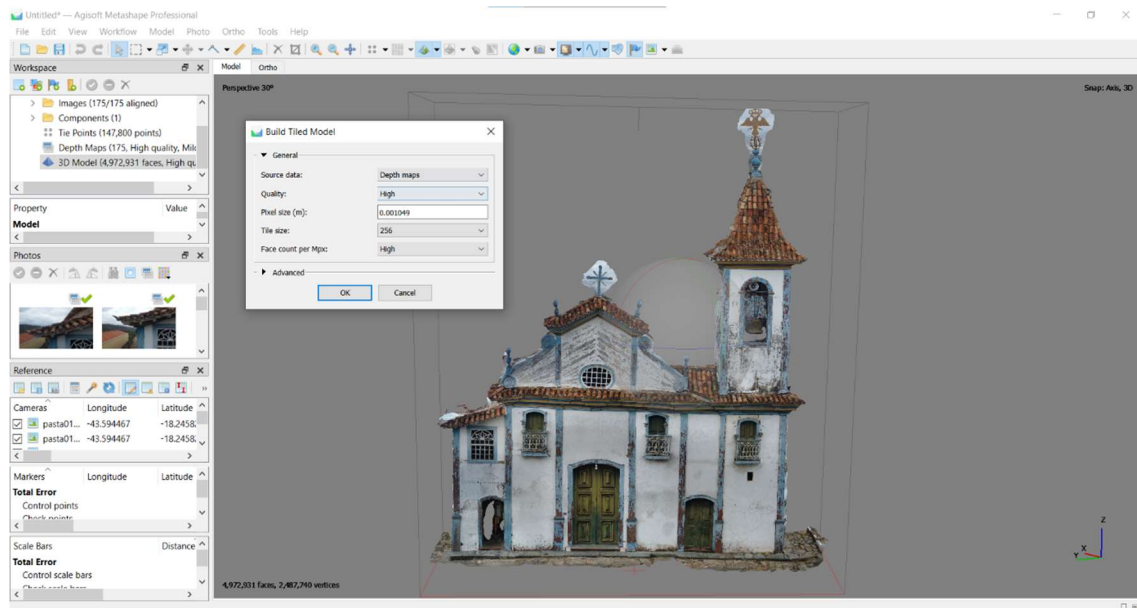 Untitled* — Agisoft Metashape Professional
File Edit View Workflow Model Photo Ortho Tools Help
Workspace
Model Ortho
Perspective 30°
Snap: Axis, 3D
Images (175/175 aligned)
Components (1)
Tie Points (147,800 points)
Depth Maps (175, High quality, Mil
3D Model (4,972,931 faces, High qu
Property Value
Model
Photos
Reference
Cameras Longitude Latitude
pasta01... -43.594467 -18.2458
pasta01... -43.594467 -18.2458
Markers Longitude Latitude
Total Error
Control points
Check points
Scale Bars Distance
Total Error
Control scale bars
Check scale bars
Build Tiled Model
General
Source data: Depth maps
Quality: High
Pixel size (m): 0.001049
Tile size: 256
Face count per Mpx: High
Advanced
OK Cancel
4,972,931 faces, 2,487,740 vertices
Z
X
Y